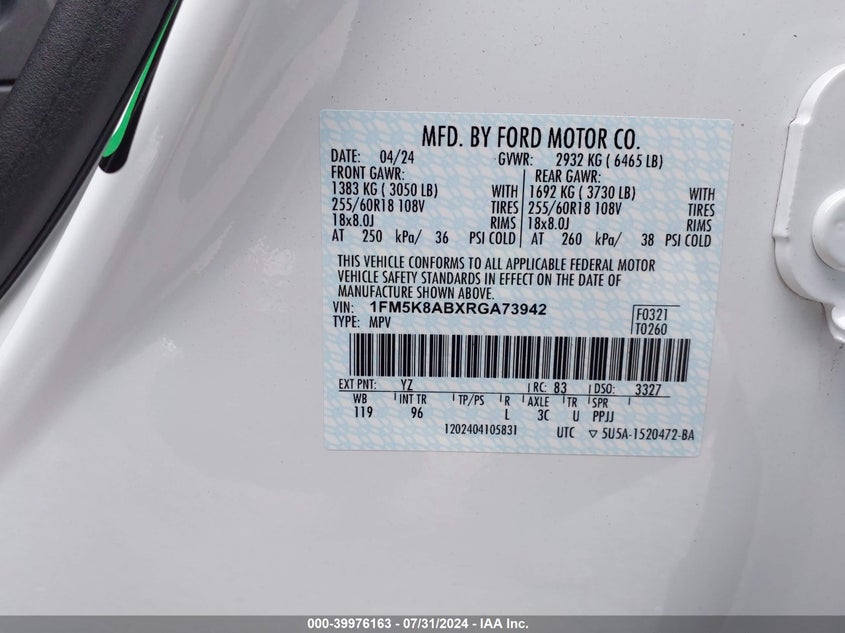 MFD. BY FORD MOTOR CO.
DATE: 04/24 GVWR: 2932 KG ( 6465 LB)
FRONT GAWR: REAR GAWR:
1383 KG ( 3050 LB) WITH 1692 KG ( 3730 LB) WITH
255/60R18 108V TIRES 255/60R18 108V TIRES
18x8.0J RIMS 18x8.0J RIMS
AT 250 kPa/ 36 PSI COLD AT 260 kPa/ 38 PSI COLD
THIS VEHICLE CONFORMS TO ALL APPLICABLE FEDERAL MOTOR
VEHICLE SAFETY STANDARDS IN EFFECT ON THE DATE OF
MANUFACTURE SHOWN ABOVE.
VIN: 1FM5K8ABXRGA73942 F0321
TYPE: MPV T0260
EXT PNT: YZ RC: 83 DSO: 3327
WB INT TR TP/PS R AXLE TR SPR
119 96 L 3C U PPJJ
1202404105831 UTC ▽ 5U5A-1520472-BA
000-39976163 - 07/31/2024 - IAA Inc.